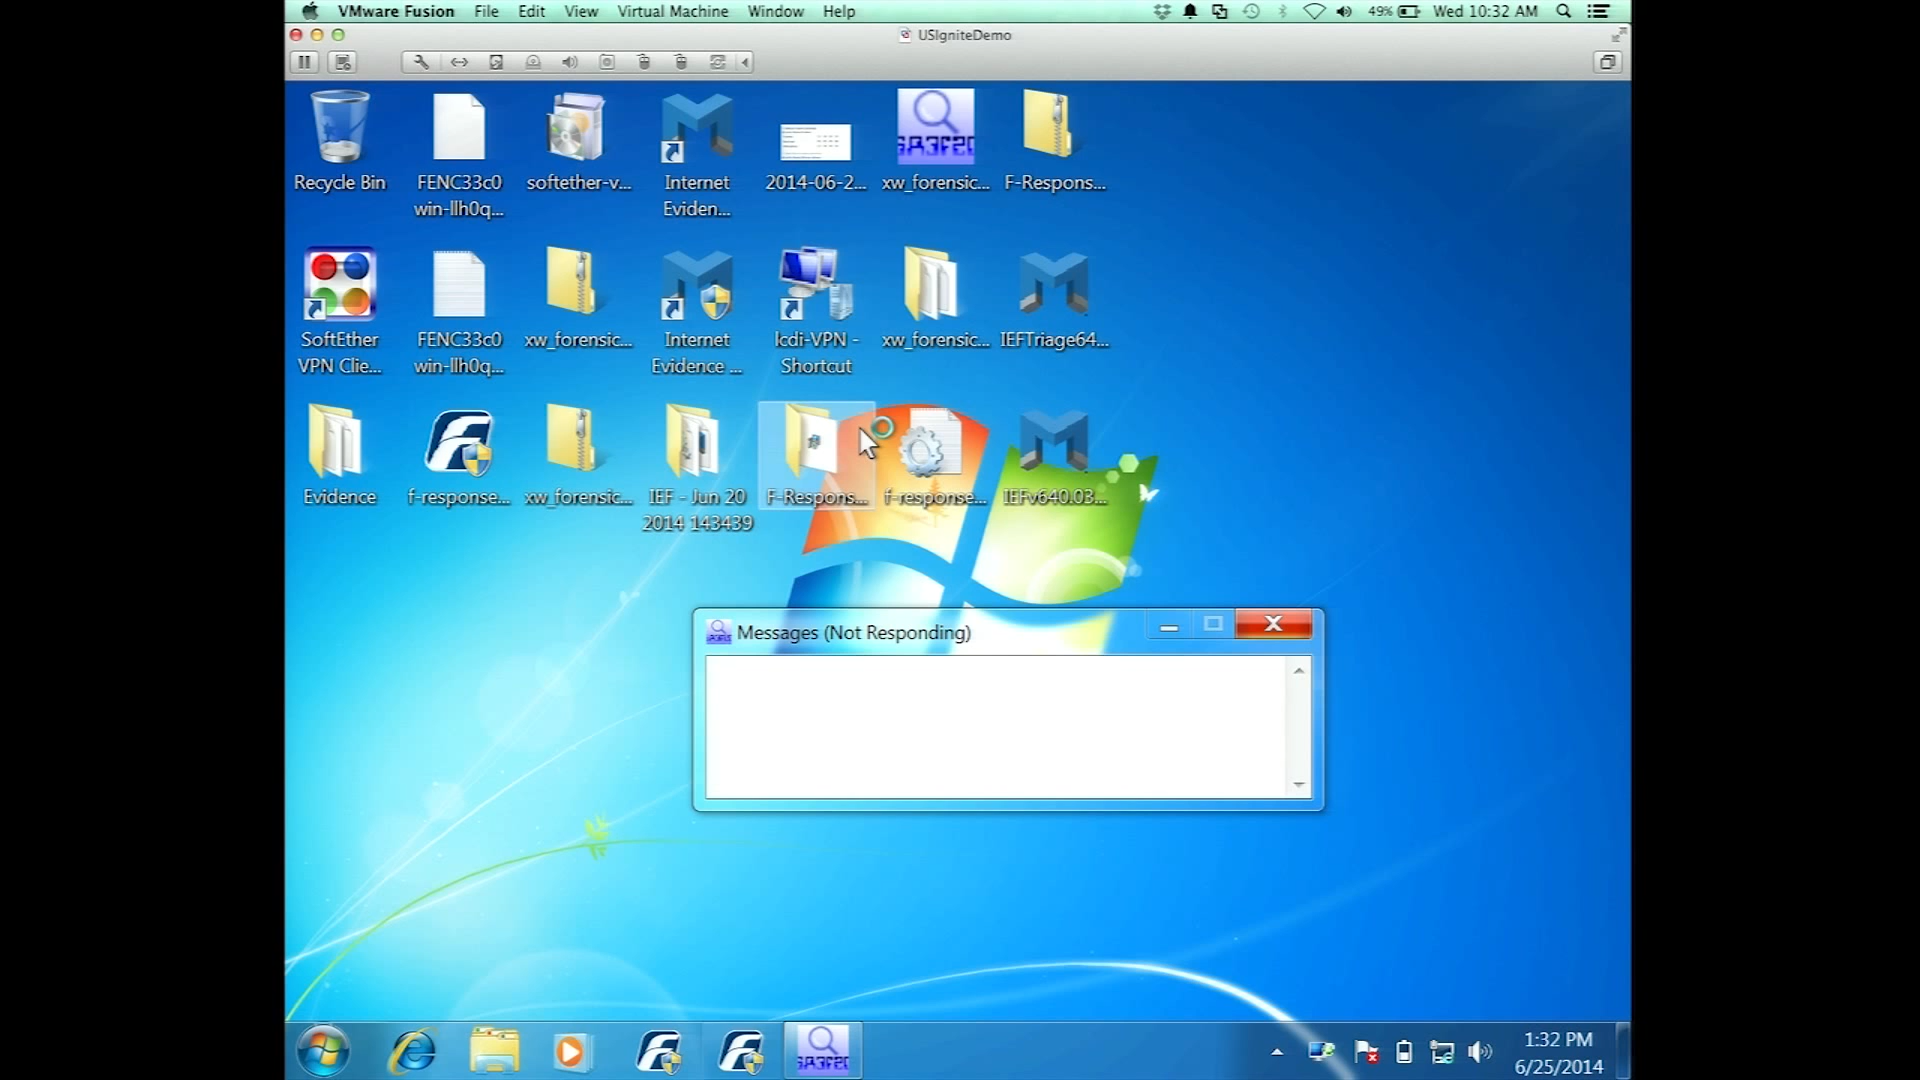 VMware Fusion File Edit View Virtual Machine Window Help 49% Wed 10:32 AM
USIgniteDemo
Recycle Bin
FENC33c0
win-llh0q...
softether-v...
Internet
Eviden...
2014-06-2...
xw_forensic...
F-Respons...
SoftEther
VPN Clie...
FENC33c0
win-llh0q...
xw_forensic...
Internet
Evidence ...
lcdi-VPN -
Shortcut
xw_forensic...
IEFTriage64...
Evidence
f-response...
xw_forensic...
IEF - Jun 20
2014 143439
F-Respons...
f-response...
IEFv640.03...
Messages (Not Responding)
1:32 PM
6/25/2014